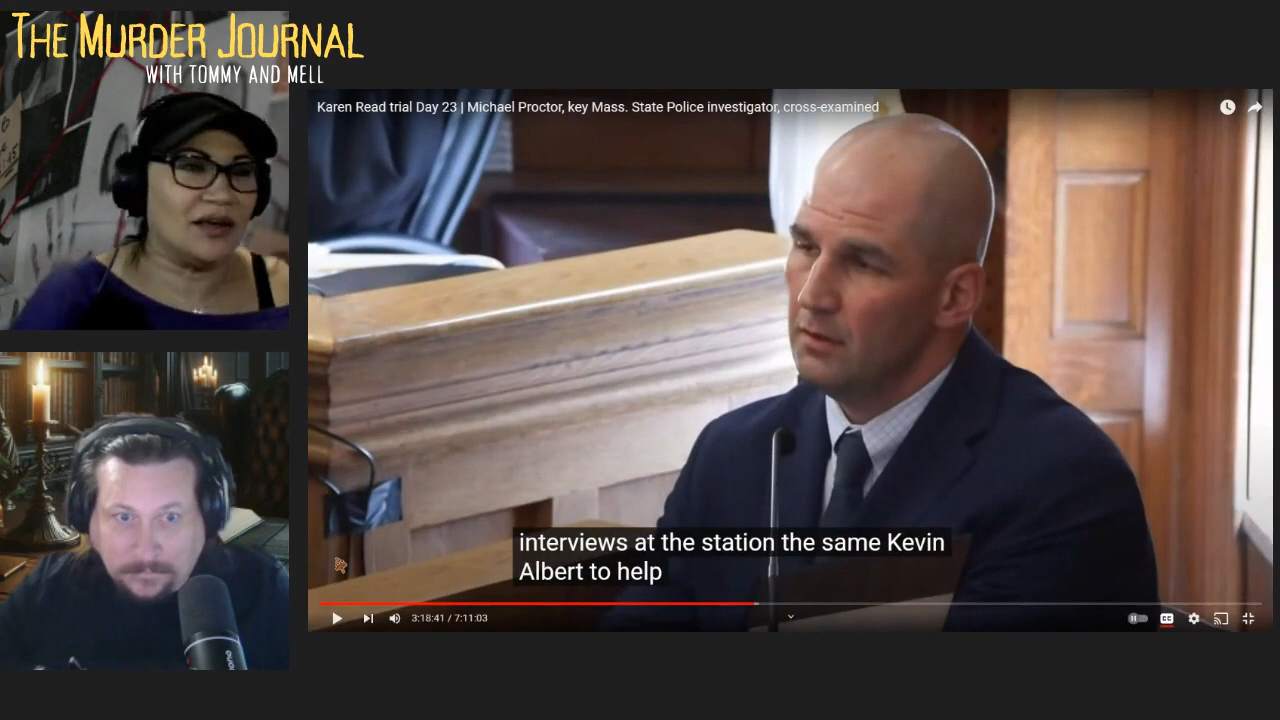 THE MURDER JOURNAL
WITH TOMMY AND MELL
Karen Read trial Day 23 | Michael Proctor, key Mass. State Police investigator, cross-examined
interviews at the station the same Kevin
Albert to help
3:18:41 / 7:11:03
CC